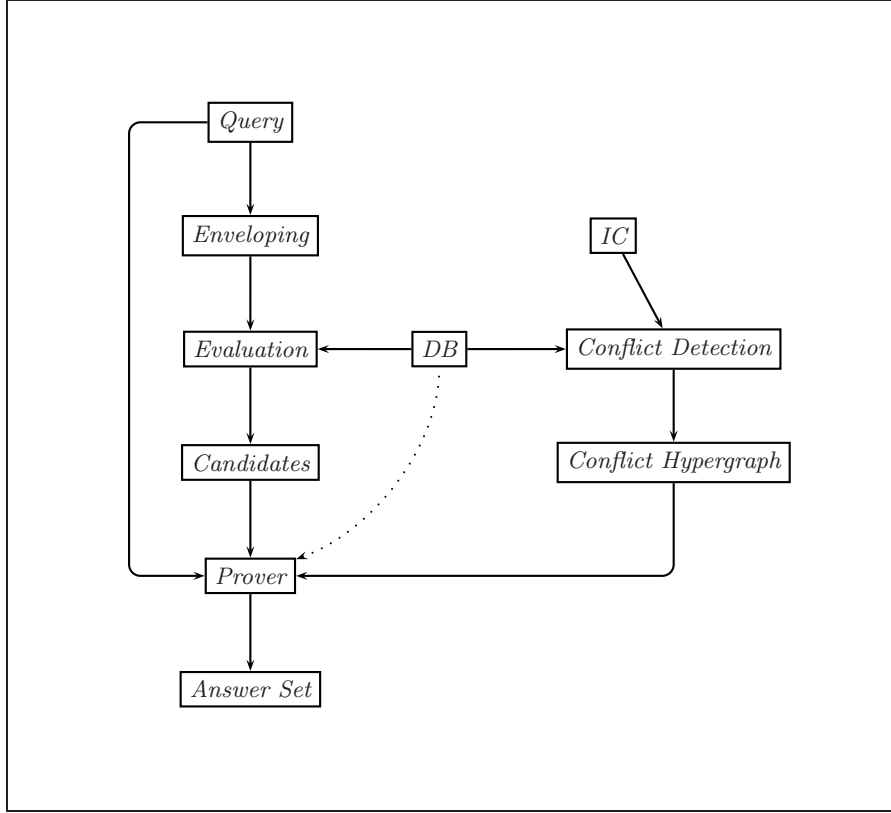 Query
Enveloping
IC
Evaluation
DB
Conflict Detection
Candidates
Conflict Hypergraph
Prover
Answer Set